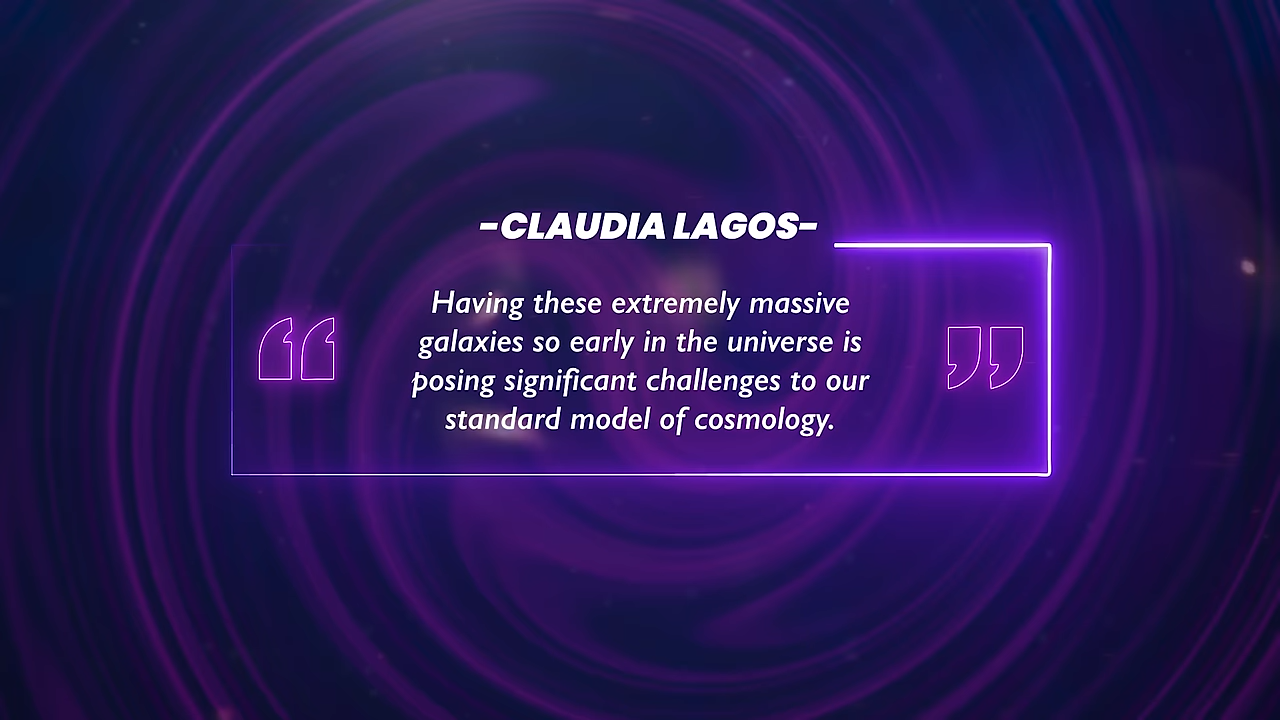 -CLAUDIA LAGOS-
Having these extremely massive
galaxies so early in the universe is
posing significant challenges to our
standard model of cosmology.